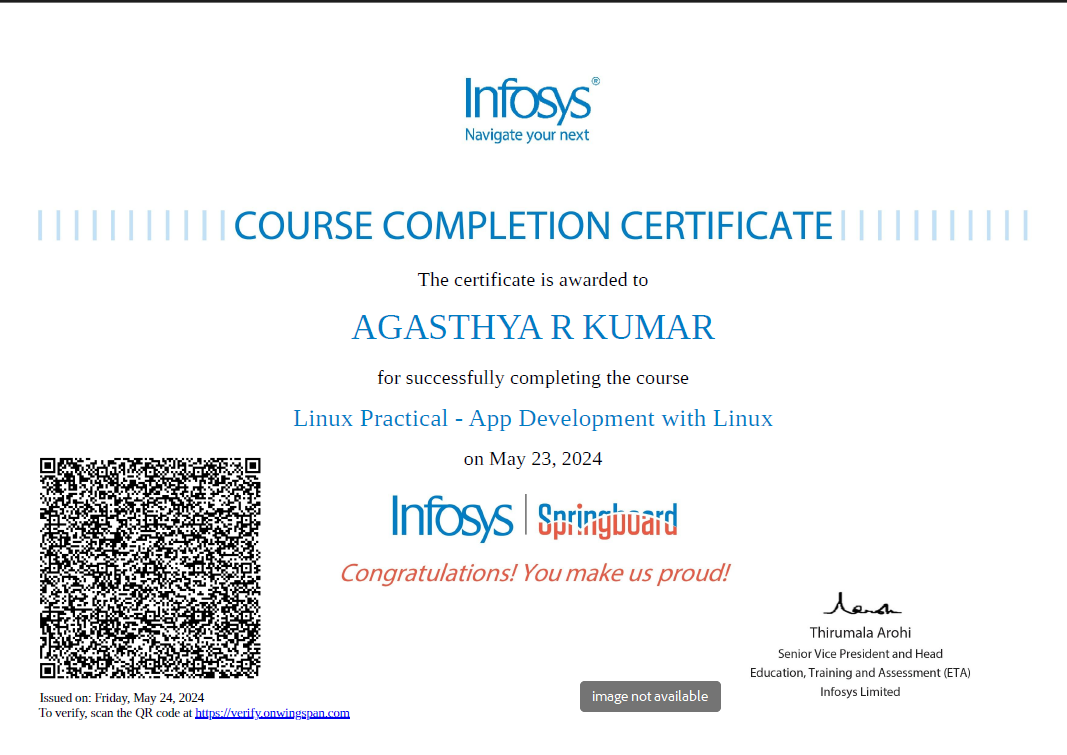 Infosys®
Navigate your next
COURSE COMPLETION CERTIFICATE
The certificate is awarded to
AGASTHYA R KUMAR
for successfully completing the course
Linux Practical - App Development with Linux
on May 23, 2024
Infosys | Springboard
Congratulations! You make us proud!
Thirumala Arohi
Senior Vice President and Head
Education, Training and Assessment (ETA)
Infosys Limited
image not available
Issued on: Friday, May 24, 2024
To verify, scan the QR code at https://verify.onwingspan.com